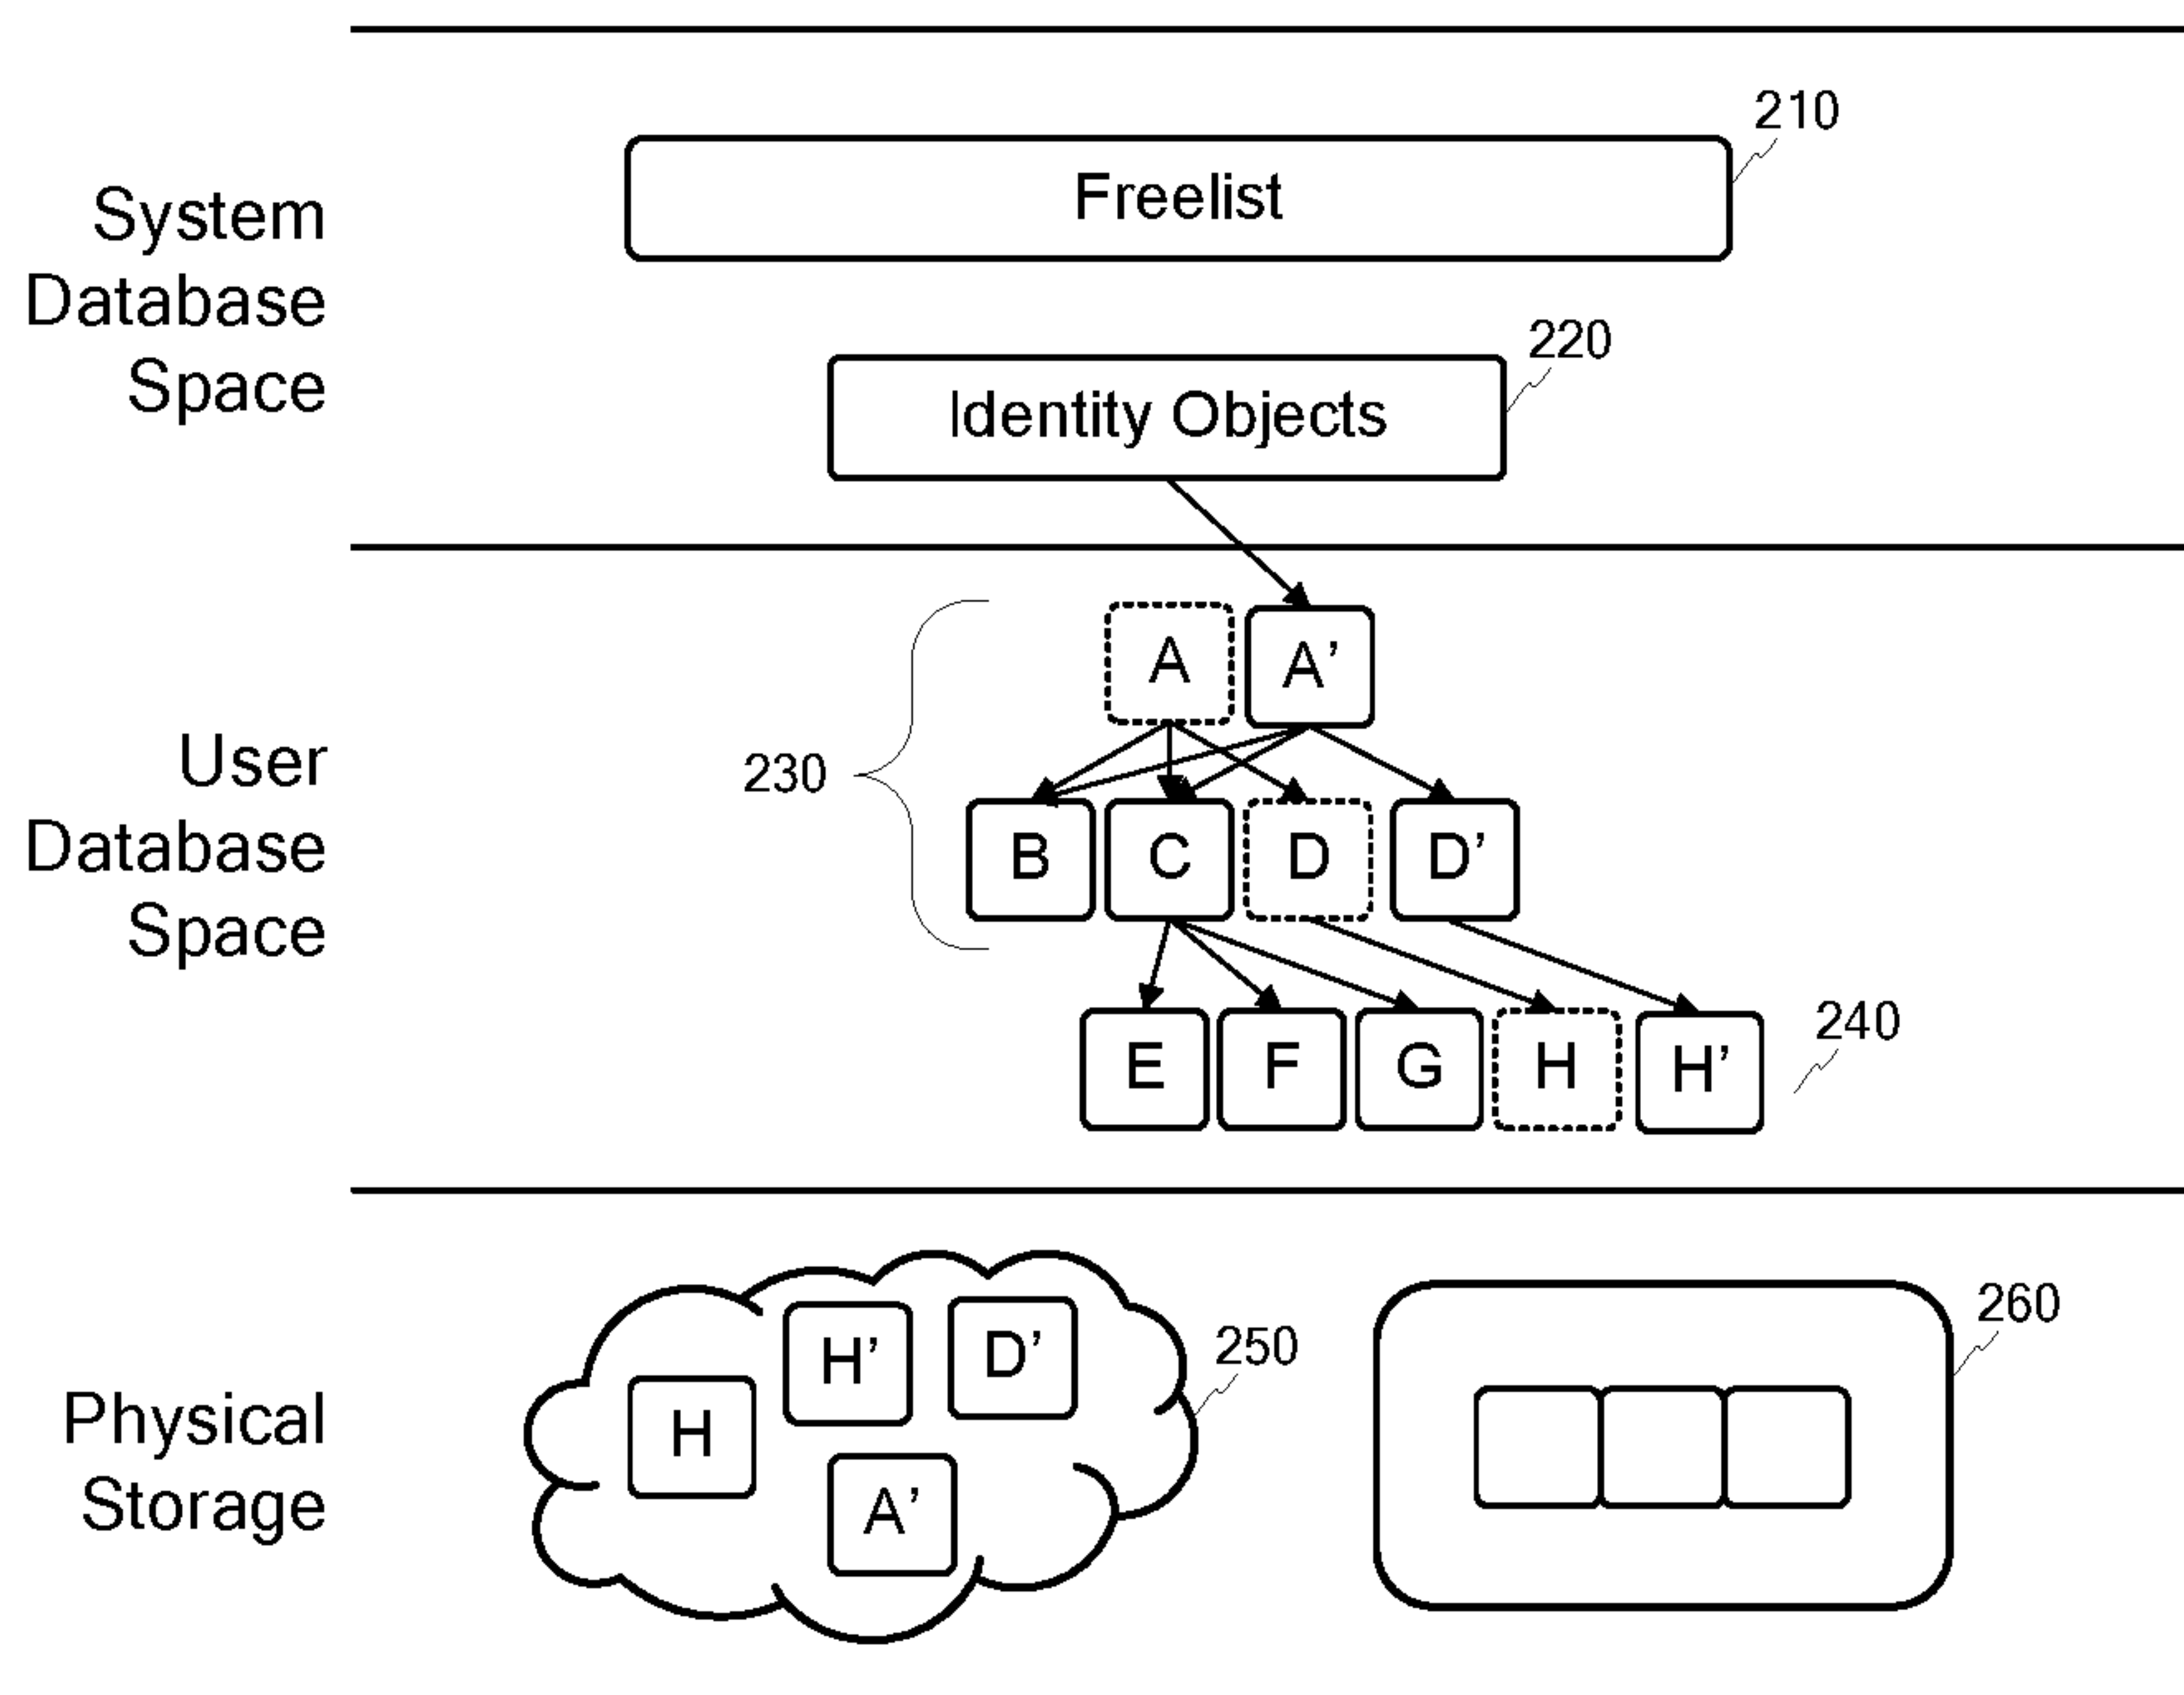 210
Freelist
System
Database
Space
220
Identity Objects
A A’
User
Database
Space
230
B C D D’
E F G H H’
240
H’ D’
250
260
H
A’
Physical
Storage